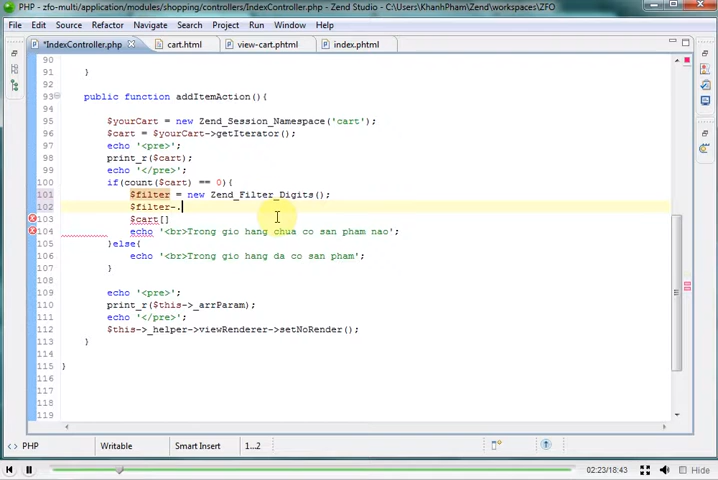 PHP - zfo-multi/application/modules/shopping/controllers/IndexController.php - Zend Studio - C:\Users\KhanhPham\Zend\workspaces\ZFO
File Edit Source Refactor Navigate Search Project Run Window Help
*IndexController.php cart.html view-cart.phtml index.phtml
90
91 }
92
93 public function addItemAction(){
94
95 $yourCart = new Zend_Session_Namespace('cart');
96 $cart = $yourCart->getIterator();
97 echo '<pre>';
98 print_r($cart);
99 echo '</pre>';
100 if(count($cart) == 0){
101 $filter = new Zend_Filter_Digits();
102 $filter-.
103 $cart[]
104 echo '<br>Trong gio hang chua co san pham nao';
105 }else{
106 echo '<br>Trong gio hang da co san pham';
107 }
108
109 echo '<pre>';
110 print_r($this->_arrParam);
111 echo '</pre>';
112 $this->_helper->viewRenderer->setNoRender();
113 }
114
115 }
116
117
118
119
<> PHP Writable Smart Insert 1...2
02:23/18:43 Hide